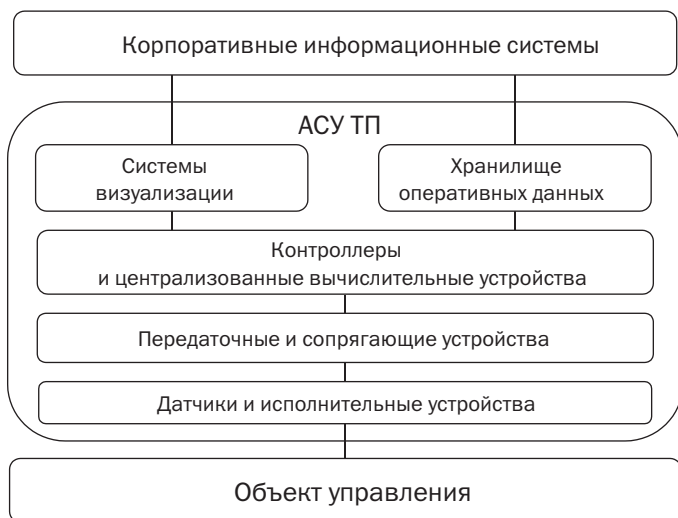 Корпоративные информационные системы
АСУ ТП
Системы
визуализации
Хранилище
оперативных данных
Контроллеры
и централизованные вычислительные устройства
Передаточные и сопрягающие устройства
Датчики и исполнительные устройства
Объект управления